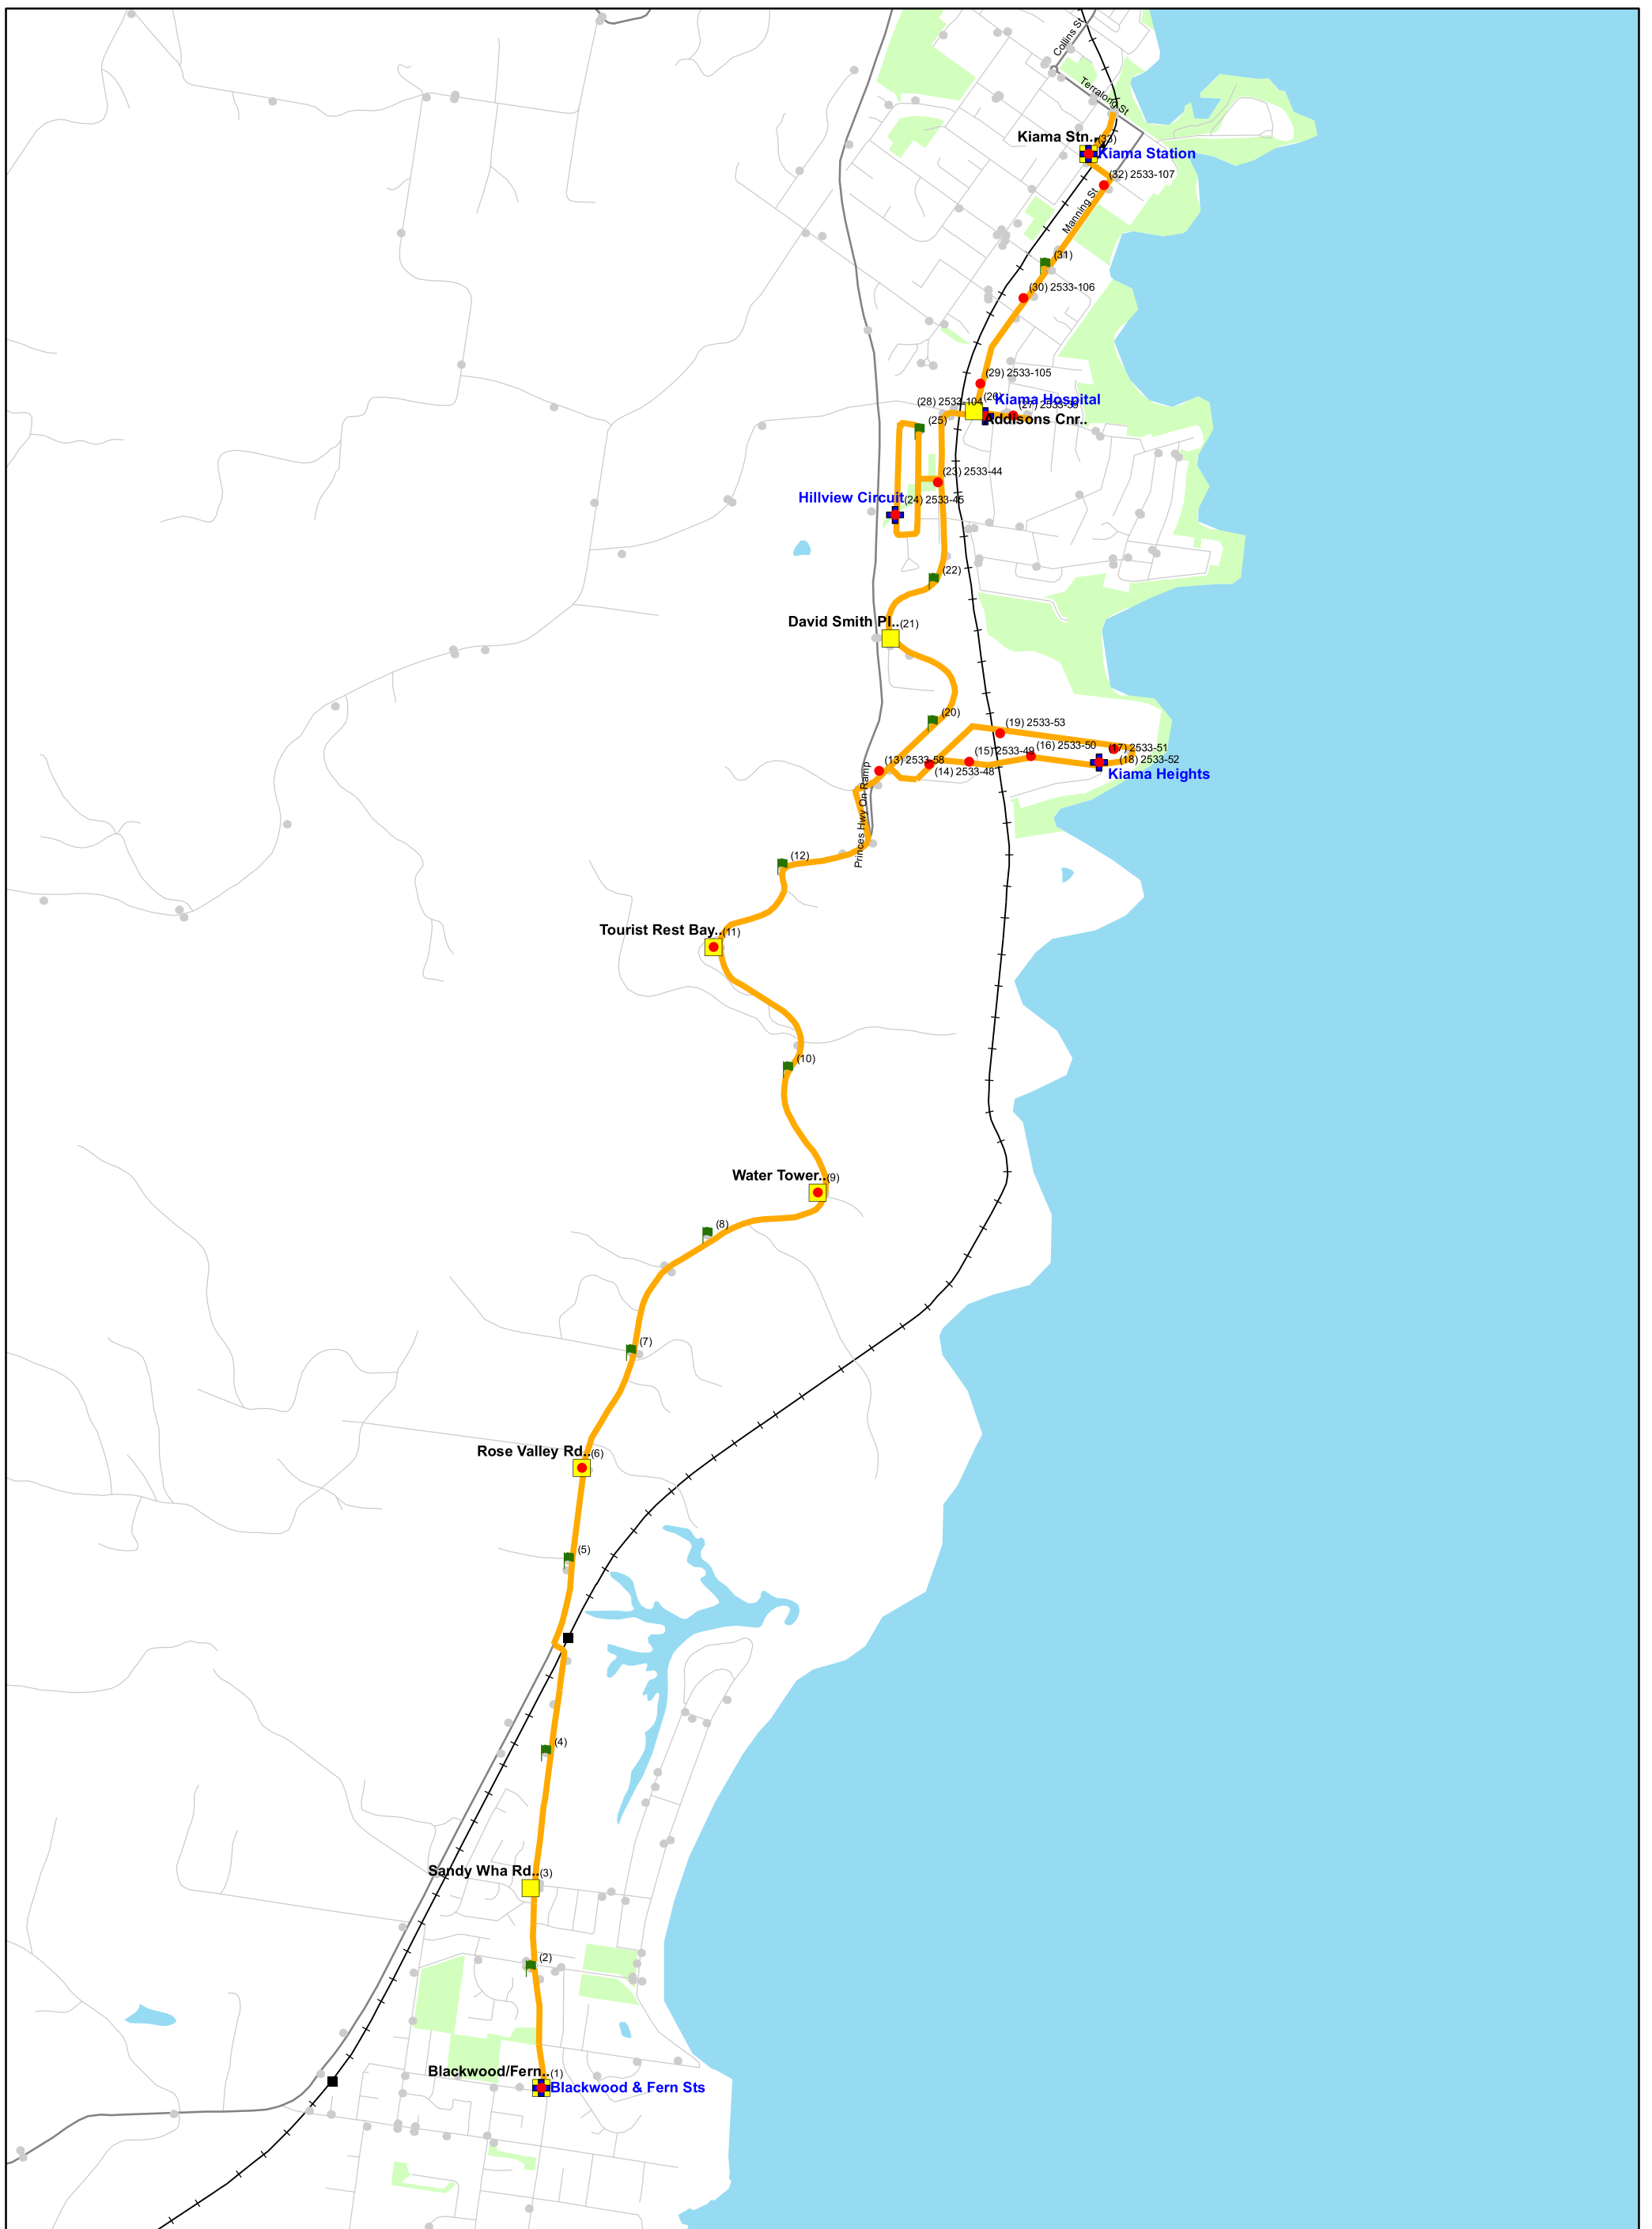 Collins St
Terralong St
Kiama Stn..(33)
Kiama Station
(32) 2533-107
Manning St
(31)
(30) 2533-106
(29) 2533-105
Kiama Hospital
(28) 2533-104
Addisons Cnr..
(25)
(23) 2533-44
Hillview Circuit
(24) 2533-45
(22)
David Smith Pl..(21)
(20)
(19) 2533-53
(17) 2533-51
(16) 2533-50
(15) 2533-49
(18) 2533-52
(13) 2533-58
(14) 2533-48
Kiama Heights
Princes Hwy On Ramp
(12)
Tourist Rest Bay..(11)
(10)
Water Tower..(9)
(8)
(7)
Rose Valley Rd..(6)
(5)
(4)
Sandy Wha Rd..(3)
(2)
Blackwood/Fern..(1)
Blackwood & Fern Sts